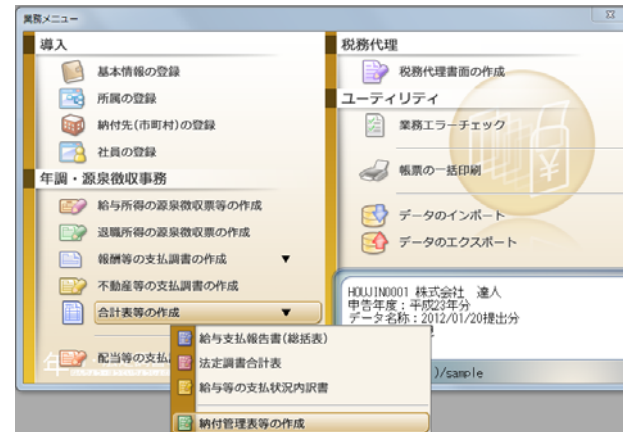 業務メニュー
導入
基本情報の登録
所属の登録
納付先(市町村)の登録
社員の登録
年調・源泉徴収事務
給与所得の源泉徴収票等の作成
退職所得の源泉徴収票の作成
報酬等の支払調書の作成 ▼
不動産等の支払調書の作成
合計表等の作成 ▼
配当等の支払
給与支払報告書(総括表)
法定調書合計表
給与等の支払状況内訳書
納付管理表等の作成
税務代理
税務代理書面の作成
ユーティリティ
業務エラーチェック
帳票の一括印刷
データのインポート
データのエクスポート
HOUJIN0001 株式会社 達人
申告年度:平成23年分
データ名称:2012/01/20提出分
)/sample